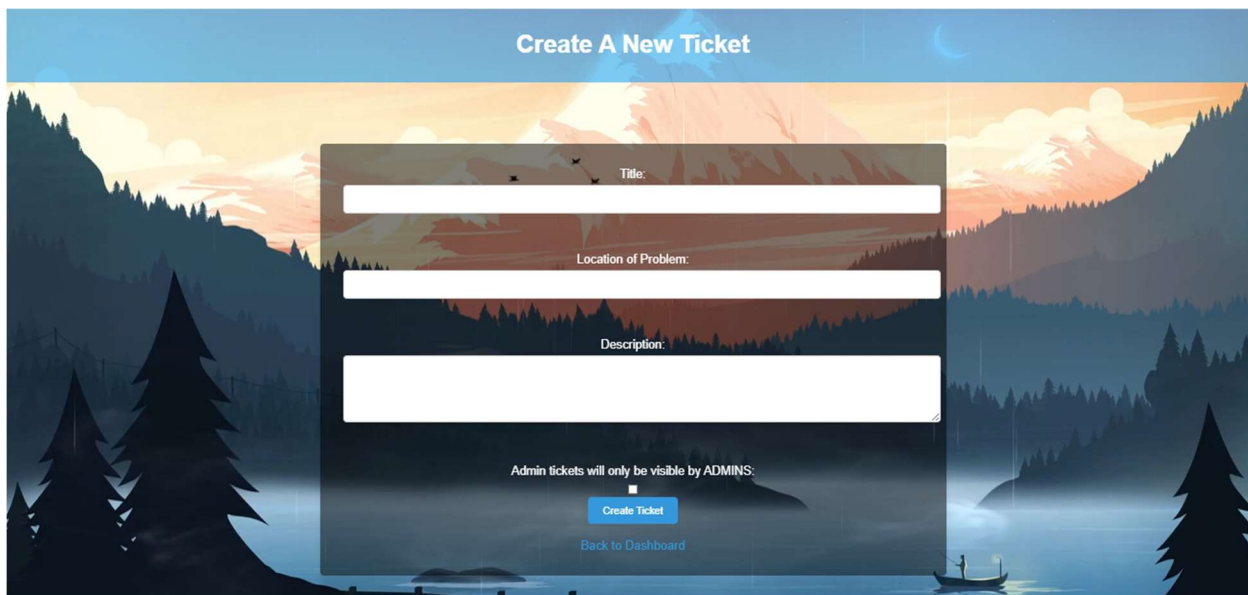 Create A New Ticket
Title:
Location of Problem:
Description:
Admin tickets will only be visible by ADMINS:
Create Ticket
Back to Dashboard